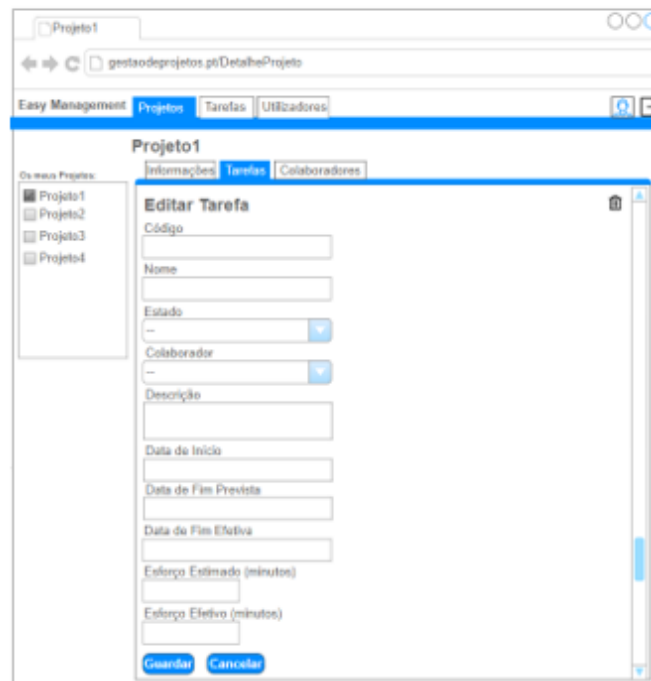 Projeto1
gestaodeprojetos.pt/DetalheProjeto
Easy Management Projetos Tarefas Utilizadores
Projeto1
Informações Tarefas Colaboradores
Os meus Projetos:
Projeto1
Projeto2
Projeto3
Projeto4
Editar Tarefa
Código
Nome
Estado
--
Colaborador
--
Descrição
Data de Início
Data de Fim Prevista
Data de Fim Efetiva
Esforço Estimado (minutos)
Esforço Efetivo (minutos)
Guardar Cancelar